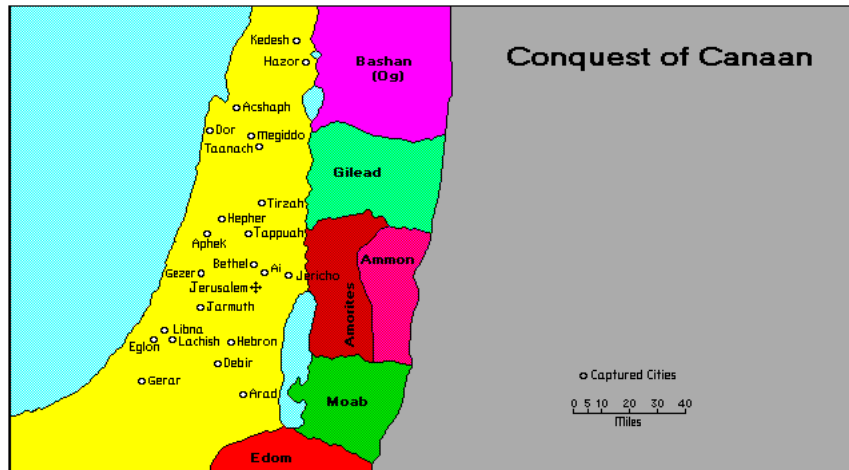 Conquest of Canaan
Kedesh
Hazor
Bashan
(Og)
Acshaph
Dor
Megiddo
Taanach
Gilead
Tirzah
Hepher
Aphek
Tappuah
Ammon
Bethel
Ai
Gezer
Jericho
Jerusalem
Amorites
Jarmuth
Libna
Eglon
Lachish
Hebron
Debir
Gerar
Arad
Moab
Edom
Captured Cities
0 5 10 20 30 40
Miles